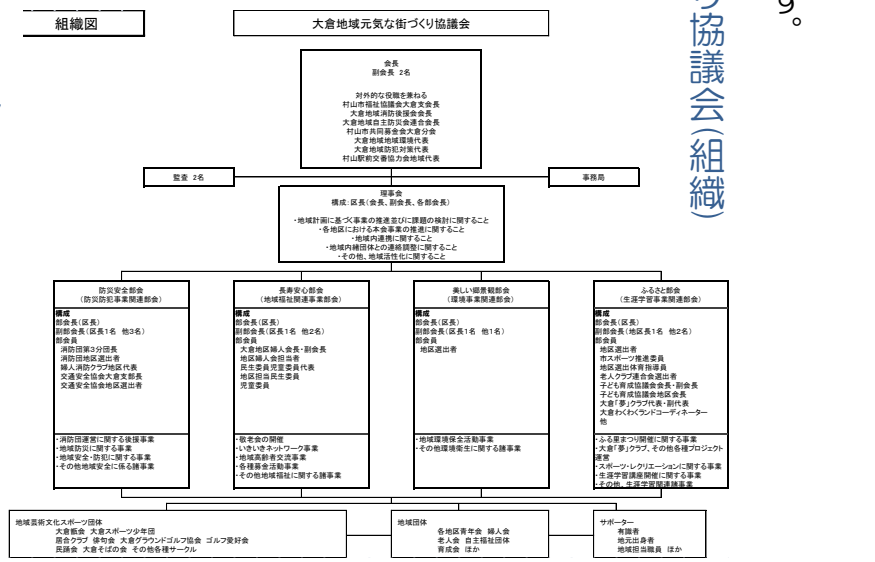 す。
り協議会(組織)
組織図
大倉地域元気な街づくり協議会
会長
副会長 2名
対外的な役職を兼ねる
村山市福祉協議会大倉支会長
大倉地域消防後援会会長
大倉地域自主防災会連合会長
村山市共同募金会大倉分会
大倉地域地域環境代表
大倉地域防犯対策代表
村山駅前交番協力会地域代表
監査 2名
事務局
理事会
構成:区長(会長、副会長、各部会長)
・地域計画に基づく事業の推進並びに課題の検討に関すること
・各地区における本会事業の推進に関すること
・地域内連携に関すること
・地域内諸団体との連絡調整に関すること
・その他、地域活性化に関すること
防災安全部会
(防災防犯事業関連部会)
構成
部会長(区長)
副部会長(区長1名 他3名)
部会員
消防団第3分団長
消防団地区選出者
婦人消防クラブ地区代表
交通安全協会大倉支部長
交通安全協会地区選出者
・消防団運営に関する後援事業
・地域防災に関する事業
・地域安全・防犯に関する事業
・その他地域安全に係る諸事業
長寿安心部会
(地域福祉関連事業部会)
構成
部会長(区長)
副部会長(区長1名 他2名)
部会員
大倉地区婦人会長・副会長
地区婦人会担当者
民生委員児童委員代表
地区担当民生委員
児童委員
・敬老会の開催
・いきいきネットワーク事業
・地域高齢者交流事業
・各種募金活動事業
・その他地域福祉に関する諸事業
美しい郷景観部会
(環境事業関連部会)
構成
部会長(区長)
副部会長(区長1名 他1名)
部会員
地区選出者
・地域環境保全活動事業
・その他環境衛生に関する諸事業
ふるさと部会
(生涯学習事業関連部会)
構成
部会長(区長)
副部会長(地区長1名 他2名)
部会員
地区選出者
市スポーツ推進委員
地区選出体育指導員
老人クラブ連合会選出者
子ども育成協議会会長・副会長
子ども育成協議会地区会長
大倉「夢」クラブ代表・副代表
大倉わくわくランドコーディネーター
他
・ふる里まつり開催に関する事業
・大倉「夢」クラブ、その他各種プロジェクト
運営
・スポーツ・レクリエーションに関する事業
・生涯学習講座開催に関する事業
・その他、生涯学習関連諸事業
地域芸術文化スポーツ団体
大倉飯会 大倉スポーツ少年団
居合クラブ 俳句会 大倉グラウンドゴルフ協会 ゴルフ愛好会
民踊会 大倉そばの会 その他各種サークル
地域団体
各地区青年会 婦人会
老人会 自主福祉団体
育成会 ほか
サポーター
有識者
地元出身者
地域担当職員 ほか